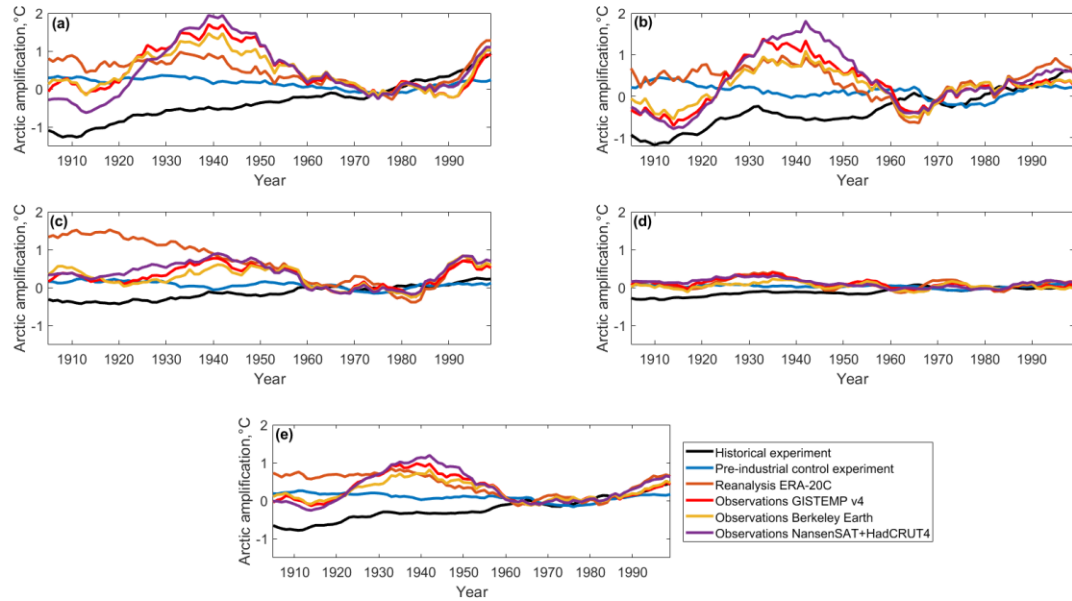 (a)
Arctic amplification,°C
2
1
0
-1
1910 1920 1930 1940 1950 1960 1970 1980 1990
Year
(b)
Arctic amplification,°C
2
1
0
-1
1910 1920 1930 1940 1950 1960 1970 1980 1990
Year
(c)
Arctic amplification,°C
2
1
0
-1
1910 1920 1930 1940 1950 1960 1970 1980 1990
Year
(d)
Arctic amplification,°C
2
1
0
-1
1910 1920 1930 1940 1950 1960 1970 1980 1990
Year
(e)
Arctic amplification,°C
2
1
0
-1
1910 1920 1930 1940 1950 1960 1970 1980 1990
Year
Historical experiment
Pre-industrial control experiment
Reanalysis ERA-20C
Observations GISTEMP v4
Observations Berkeley Earth
Observations NansenSAT+HadCRUT4